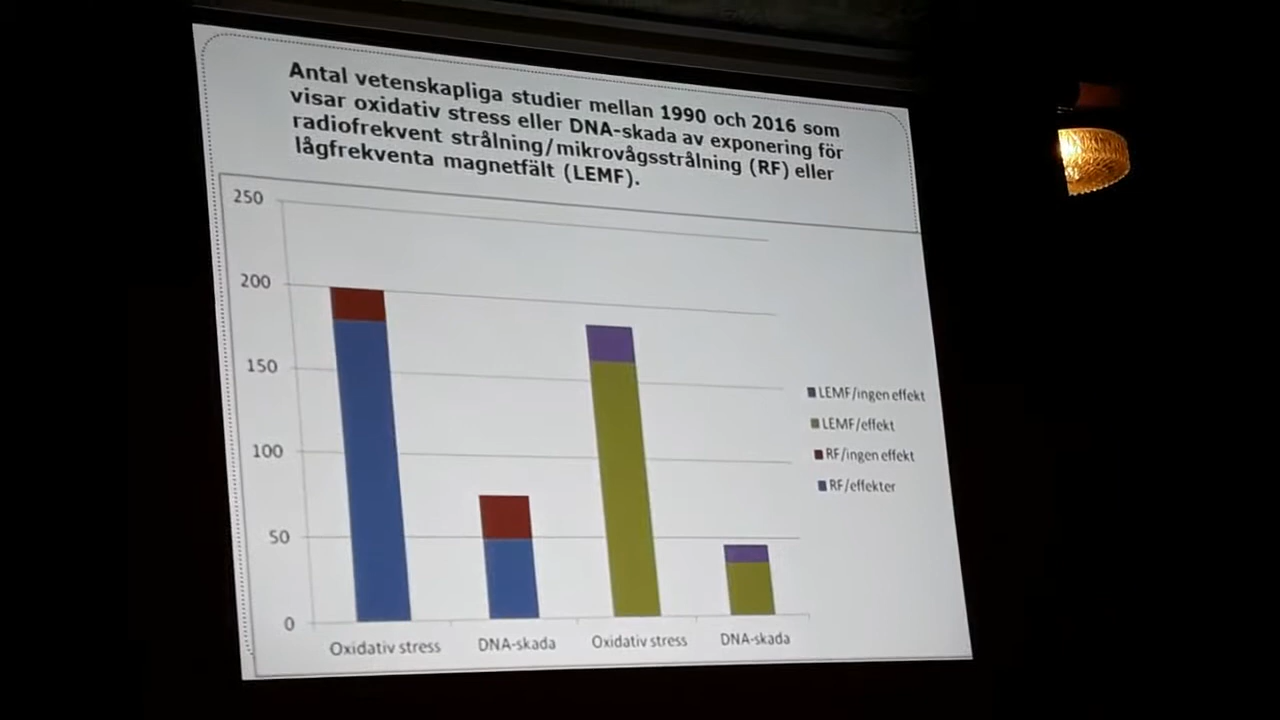 Antal vetenskapliga studier mellan 1990 och 2016 som
visar oxidativ stress eller DNA-skada av exponering för
radiofrekvent strålning/mikrovågsstrålning (RF) eller
lågfrekventa magnetfält (LEMF).
250
200
150
100
50
0
LEMF/ingen effekt
LEMF/effekt
RF/ingen effekt
RF/effekter
Oxidativ stress DNA-skada Oxidativ stress DNA-skada